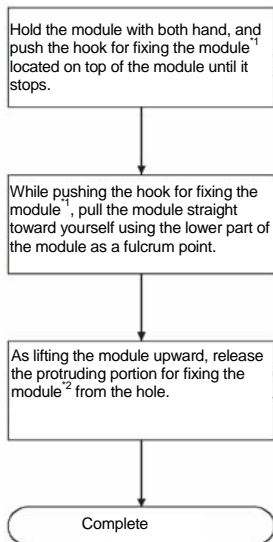 Hold the module with both hand, and
push the hook for fixing the module*1
located on top of the module until it
stops.
While pushing the hook for fixing the
module*1, pull the module straight
toward yourself using the lower part of
the module as a fulcrum point.
As lifting the module upward, release
the protruding portion for fixing the
module*2 from the hole.
Complete